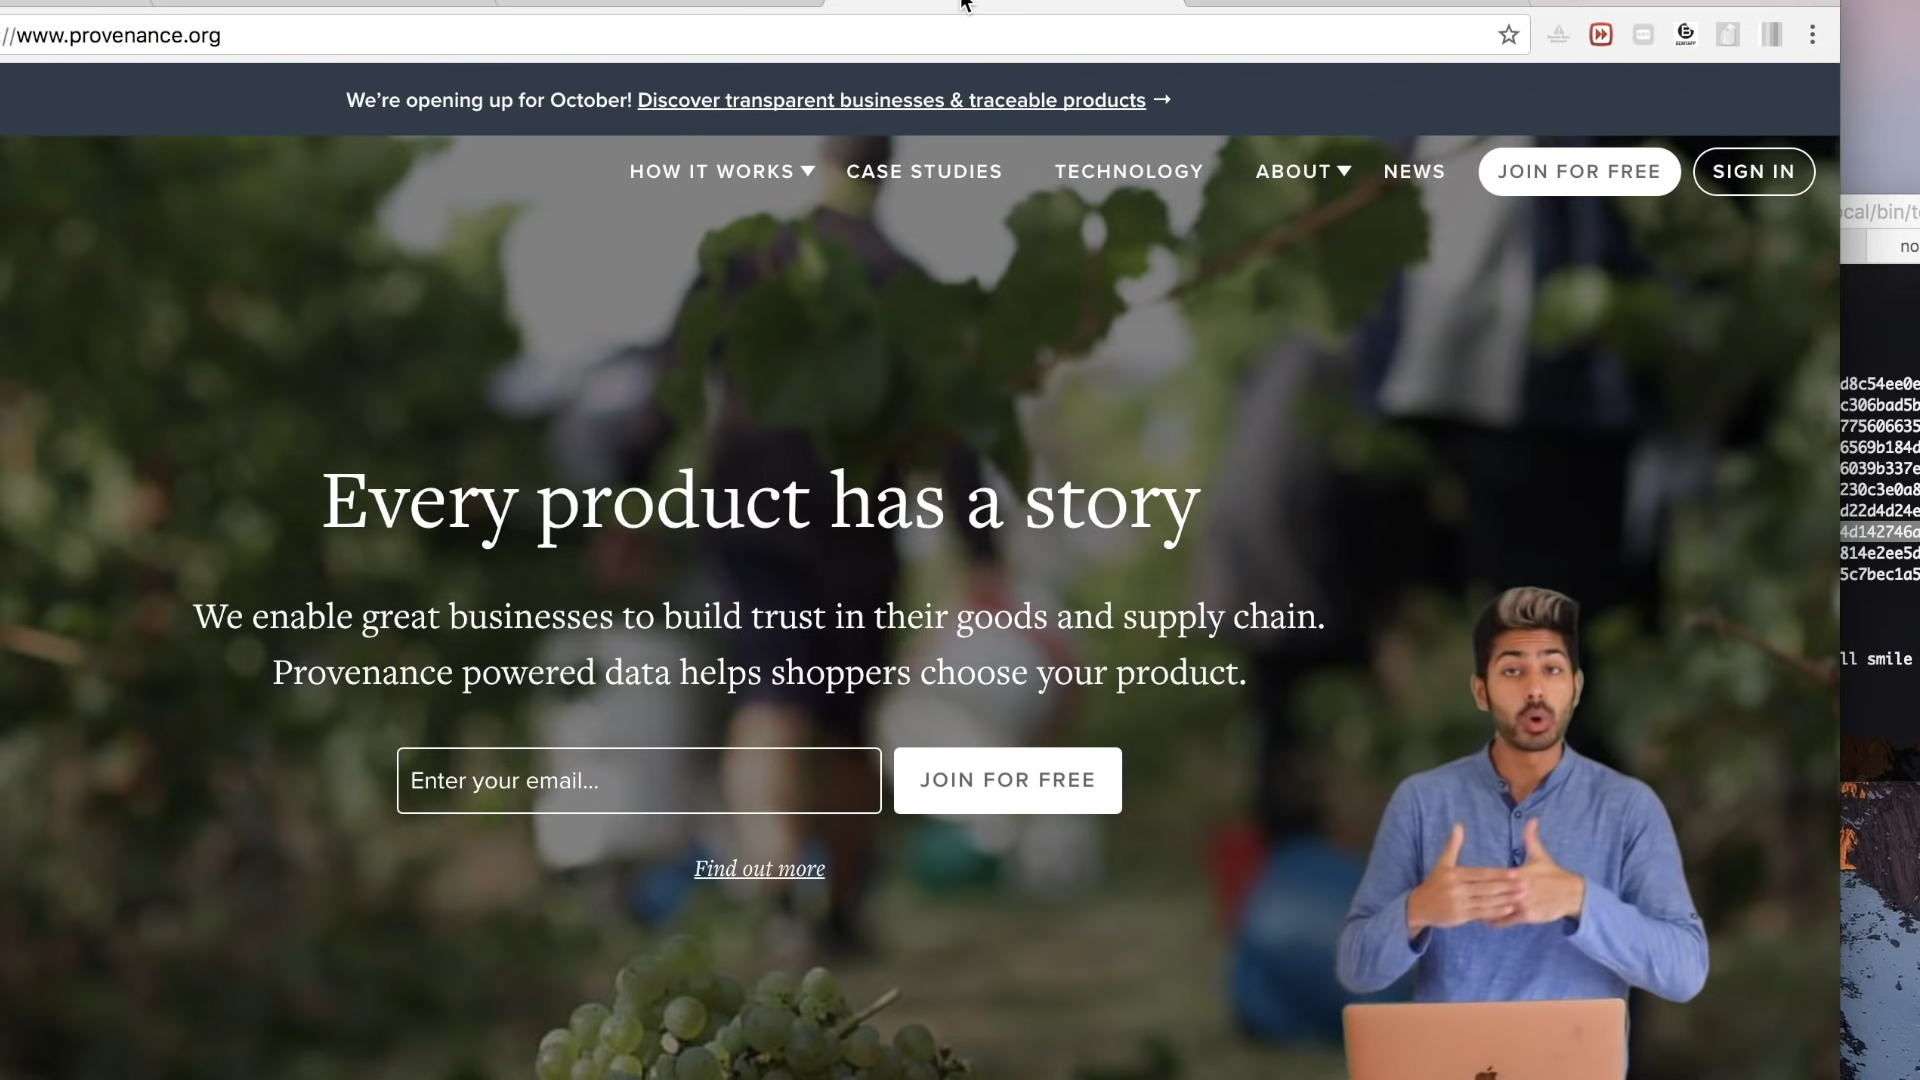 ://www.provenance.org
We're opening up for October! Discover transparent businesses & traceable products →
HOW IT WORKS ▼ CASE STUDIES TECHNOLOGY ABOUT ▼ NEWS JOIN FOR FREE SIGN IN
Every product has a story
We enable great businesses to build trust in their goods and supply chain.
Provenance powered data helps shoppers choose your product.
Enter your email...
JOIN FOR FREE
Find out more
ocal/bin/t
no
d8c54ee0e
c306bad5b
775606635
6569b184d
6039b337e
230c3e0a8
d22d4d24e
4d142746a
814e2ee5d
5c7bec1a5
ll smile